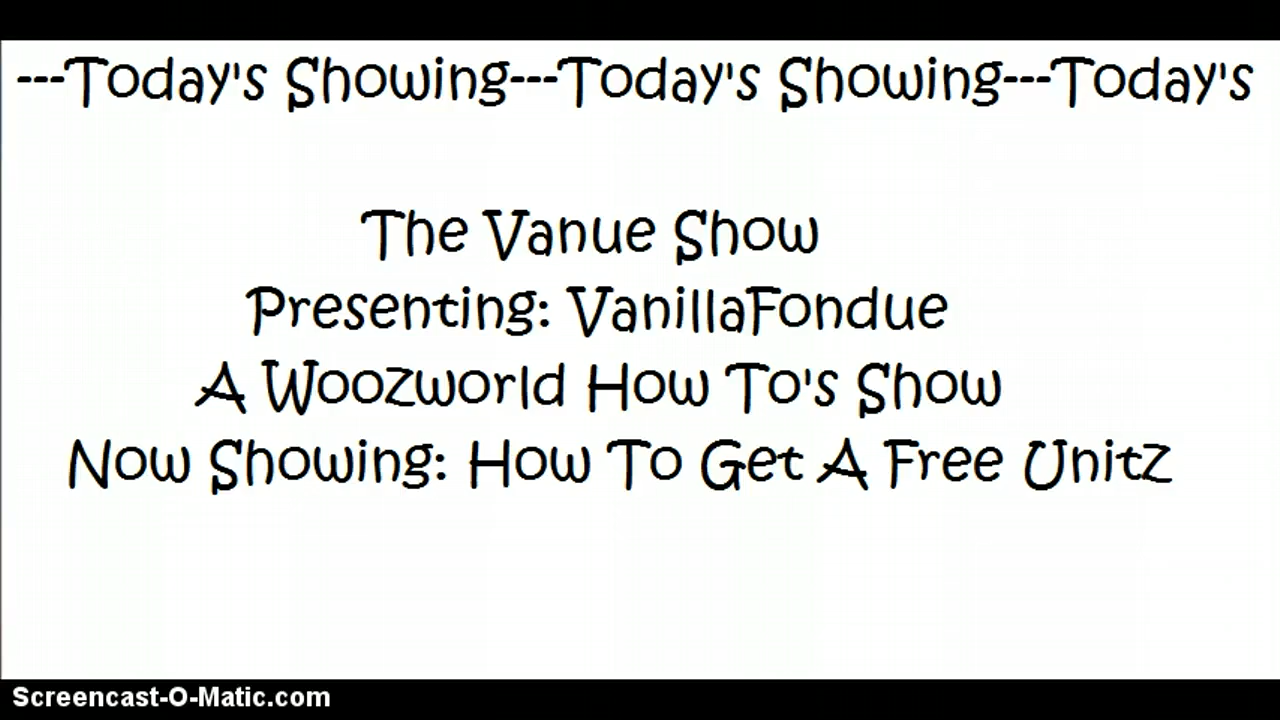 ---Today's Showing---Today's Showing---Today's
The Vanue Show
Presenting: VanillaFondue
A Woozworld How To's Show
Now Showing: How To Get A Free Unitz
Screencast-O-Matic.com